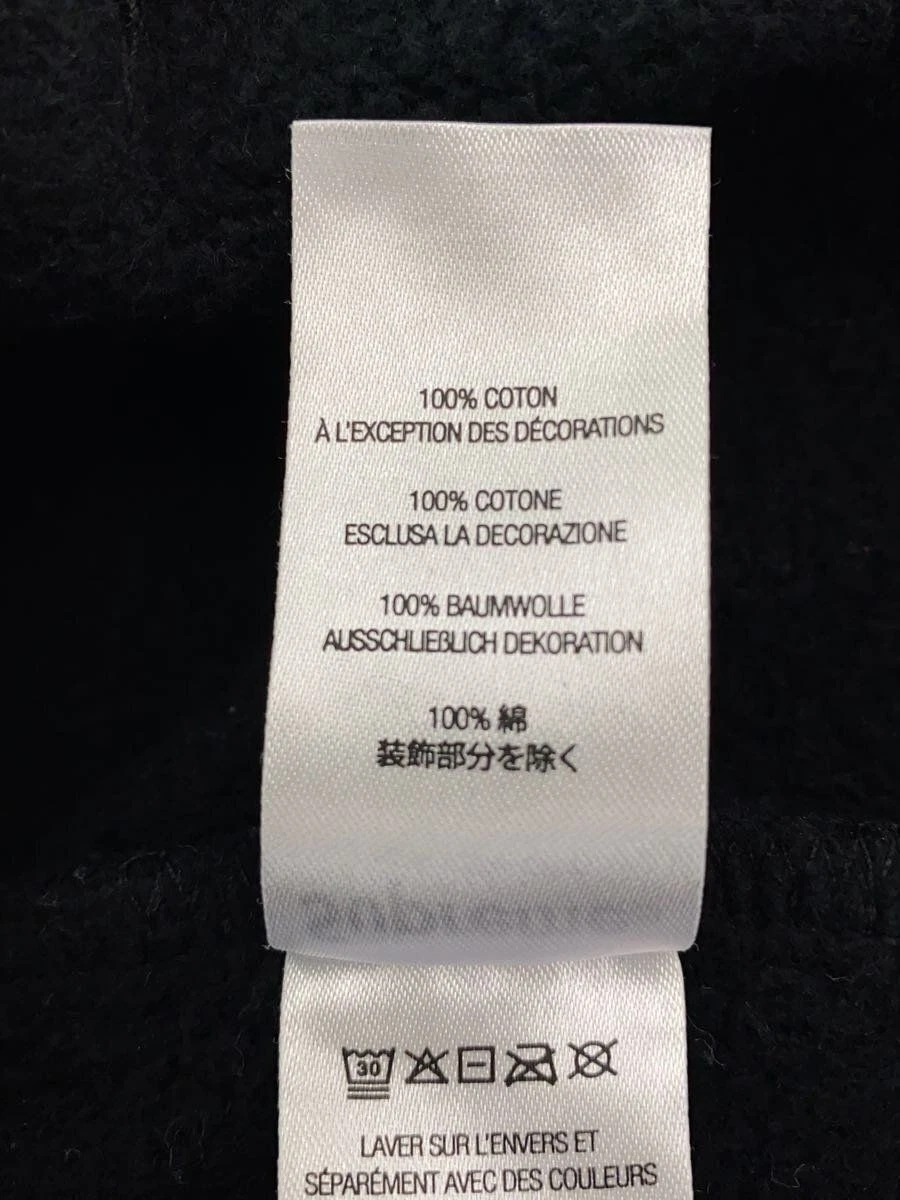 100% COTON
À L'EXCEPTION DES DÉCORATIONS
100% COTONE
ESCLUSA LA DECORAZIONE
100% BAUMWOLLE
AUSSCHLIEßLICH DEKORATION
100% 綿
装飾部分を除く
30
LAVER SUR L'ENVERS ET
SÉPARÉMENT AVEC DES COULEURS